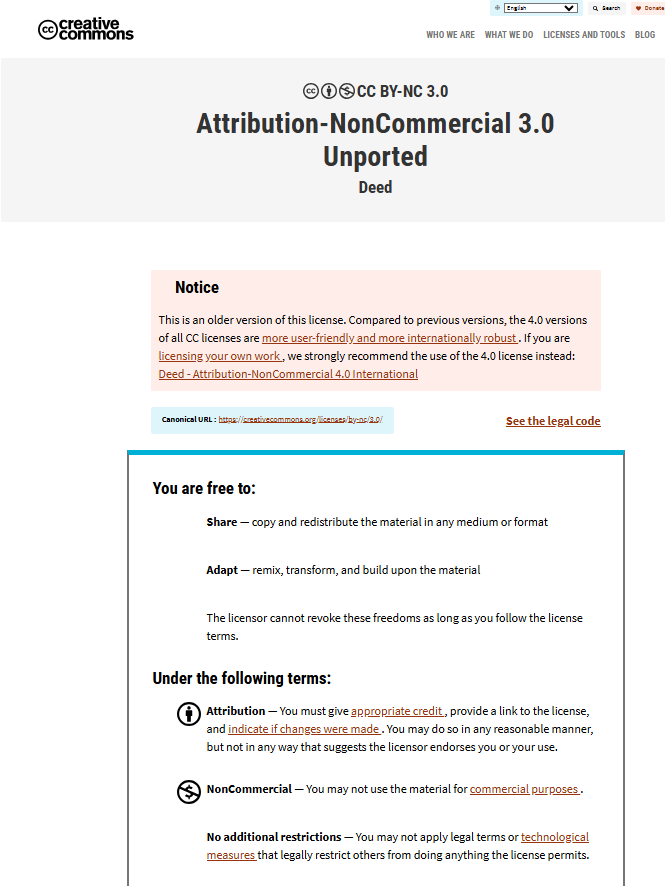 English
Search
Donate
creative
commons
WHO WE ARE WHAT WE DO LICENSES AND TOOLS BLOG
CC BY-NC 3.0
Attribution-NonCommercial 3.0
Unported
Deed
Notice
This is an older version of this license. Compared to previous versions, the 4.0 versions
of all CC licenses are more user-friendly and more internationally robust . If you are
licensing your own work , we strongly recommend the use of the 4.0 license instead:
Deed - Attribution-NonCommercial 4.0 International
Canonical URL : https://creativecommons.org/licenses/by-nc/3.0/
See the legal code
You are free to:
Share — copy and redistribute the material in any medium or format
Adapt — remix, transform, and build upon the material
The licensor cannot revoke these freedoms as long as you follow the license
terms.
Under the following terms:
Attribution — You must give appropriate credit , provide a link to the license,
and indicate if changes were made . You may do so in any reasonable manner,
but not in any way that suggests the licensor endorses you or your use.
NonCommercial — You may not use the material for commercial purposes .
No additional restrictions — You may not apply legal terms or technological
measures that legally restrict others from doing anything the license permits.